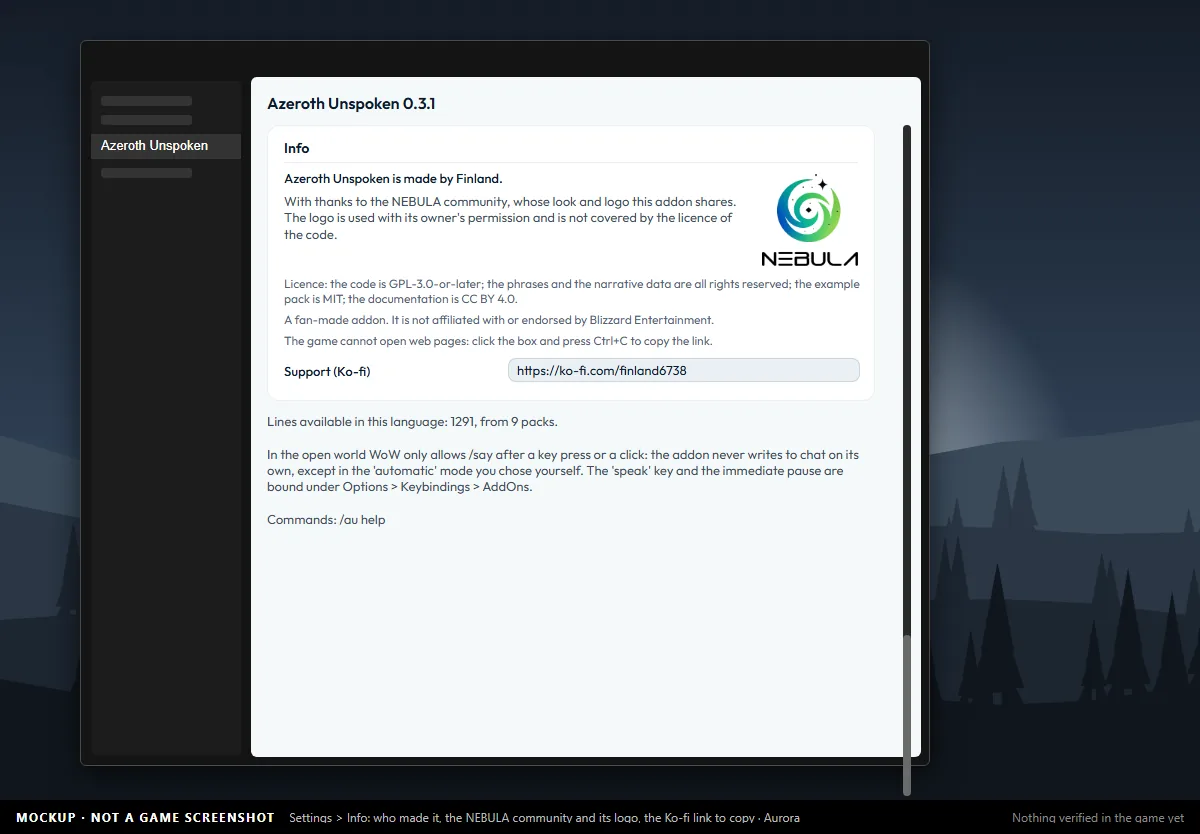 Azeroth Unspoken 0.3.1
Azeroth Unspoken
Info
Azeroth Unspoken is made by Finland.
With thanks to the NEBULA community, whose look and logo this addon shares.
The logo is used with its owner's permission and is not covered by the licence of
the code.
NEBULA
Licence: the code is GPL-3.0-or-later; the phrases and the narrative data are all rights reserved; the example
pack is MIT; the documentation is CC BY 4.0.
A fan-made addon. It is not affiliated with or endorsed by Blizzard Entertainment.
The game cannot open web pages: click the box and press Ctrl+C to copy the link.
Support (Ko-fi)
https://ko-fi.com/finland6738
Lines available in this language: 1291, from 9 packs.
In the open world WoW only allows /say after a key press or a click: the addon never writes to chat on its
own, except in the 'automatic' mode you chose yourself. The 'speak' key and the immediate pause are
bound under Options > Keybindings > AddOns.
Commands: /au help
MOCKUP · NOT A GAME SCREENSHOT
Settings > Info: who made it, the NEBULA community and its logo, the Ko-fi link to copy · Aurora
Nothing verified in the game yet